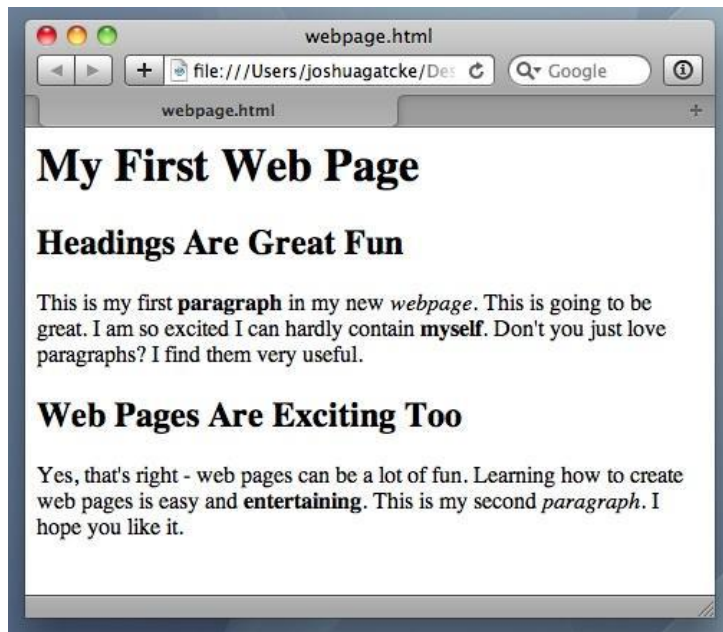 webpage.html
file:///Users/joshuagatcke/Des
Google
webpage.html
My First Web Page
Headings Are Great Fun
This is my first paragraph in my new webpage. This is going to be
great. I am so excited I can hardly contain myself. Don't you just love
paragraphs? I find them very useful.
Web Pages Are Exciting Too
Yes, that's right - web pages can be a lot of fun. Learning how to create
web pages is easy and entertaining. This is my second paragraph. I
hope you like it.